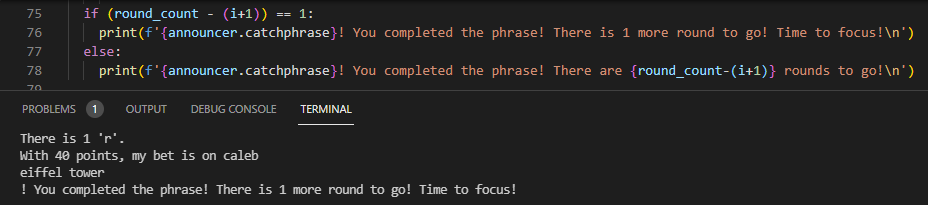 75 if (round_count - (i+1)) == 1:
76 print(f'{announcer.catchphrase}! You completed the phrase! There is 1 more round to go! Time to focus!\n')
77 else:
78 print(f'{announcer.catchphrase}! You completed the phrase! There are {round_count-(i+1)} rounds to go!\n')
79
PROBLEMS 1 OUTPUT DEBUG CONSOLE TERMINAL
There is 1 'r'.
With 40 points, my bet is on caleb
eiffel tower
! You completed the phrase! There is 1 more round to go! Time to focus!